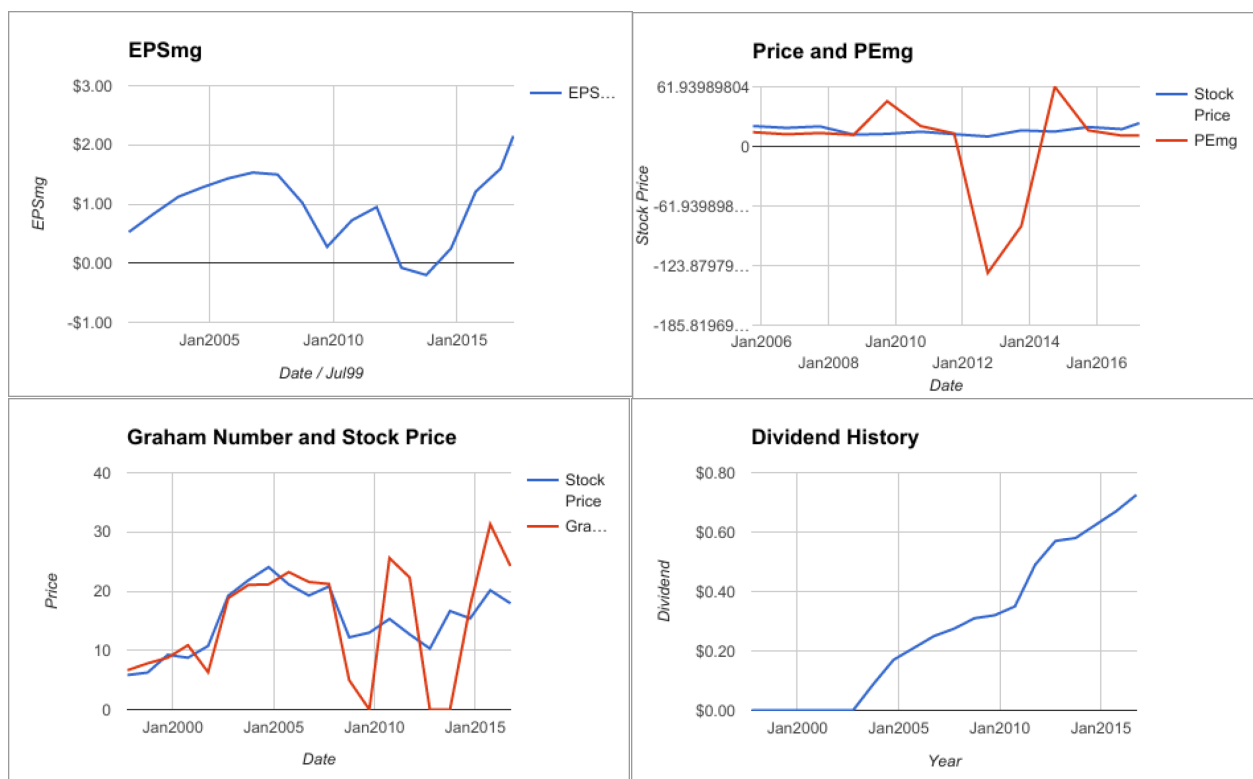 EPSmg
$3.00
$2.00
$1.00
$0.00
-$1.00
EPSmg
EPS…
Jan2005
Jan2010
Jan2015
Date / Jul99
Price and PEmg
61.93989804
0
-61.939898…
-123.87979…
-185.81969…
Stock Price
Stock
Price
PEmg
Jan2006
Jan2010
Jan2014
Jan2008
Jan2012
Jan2016
Date
Graham Number and Stock Price
40
30
20
10
0
Price
Stock
Price
Gra…
Jan2000
Jan2005
Jan2010
Jan2015
Date
Dividend History
$0.80
$0.60
$0.40
$0.20
$0.00
Dividend
Jan2000
Jan2005
Jan2010
Jan2015
Year